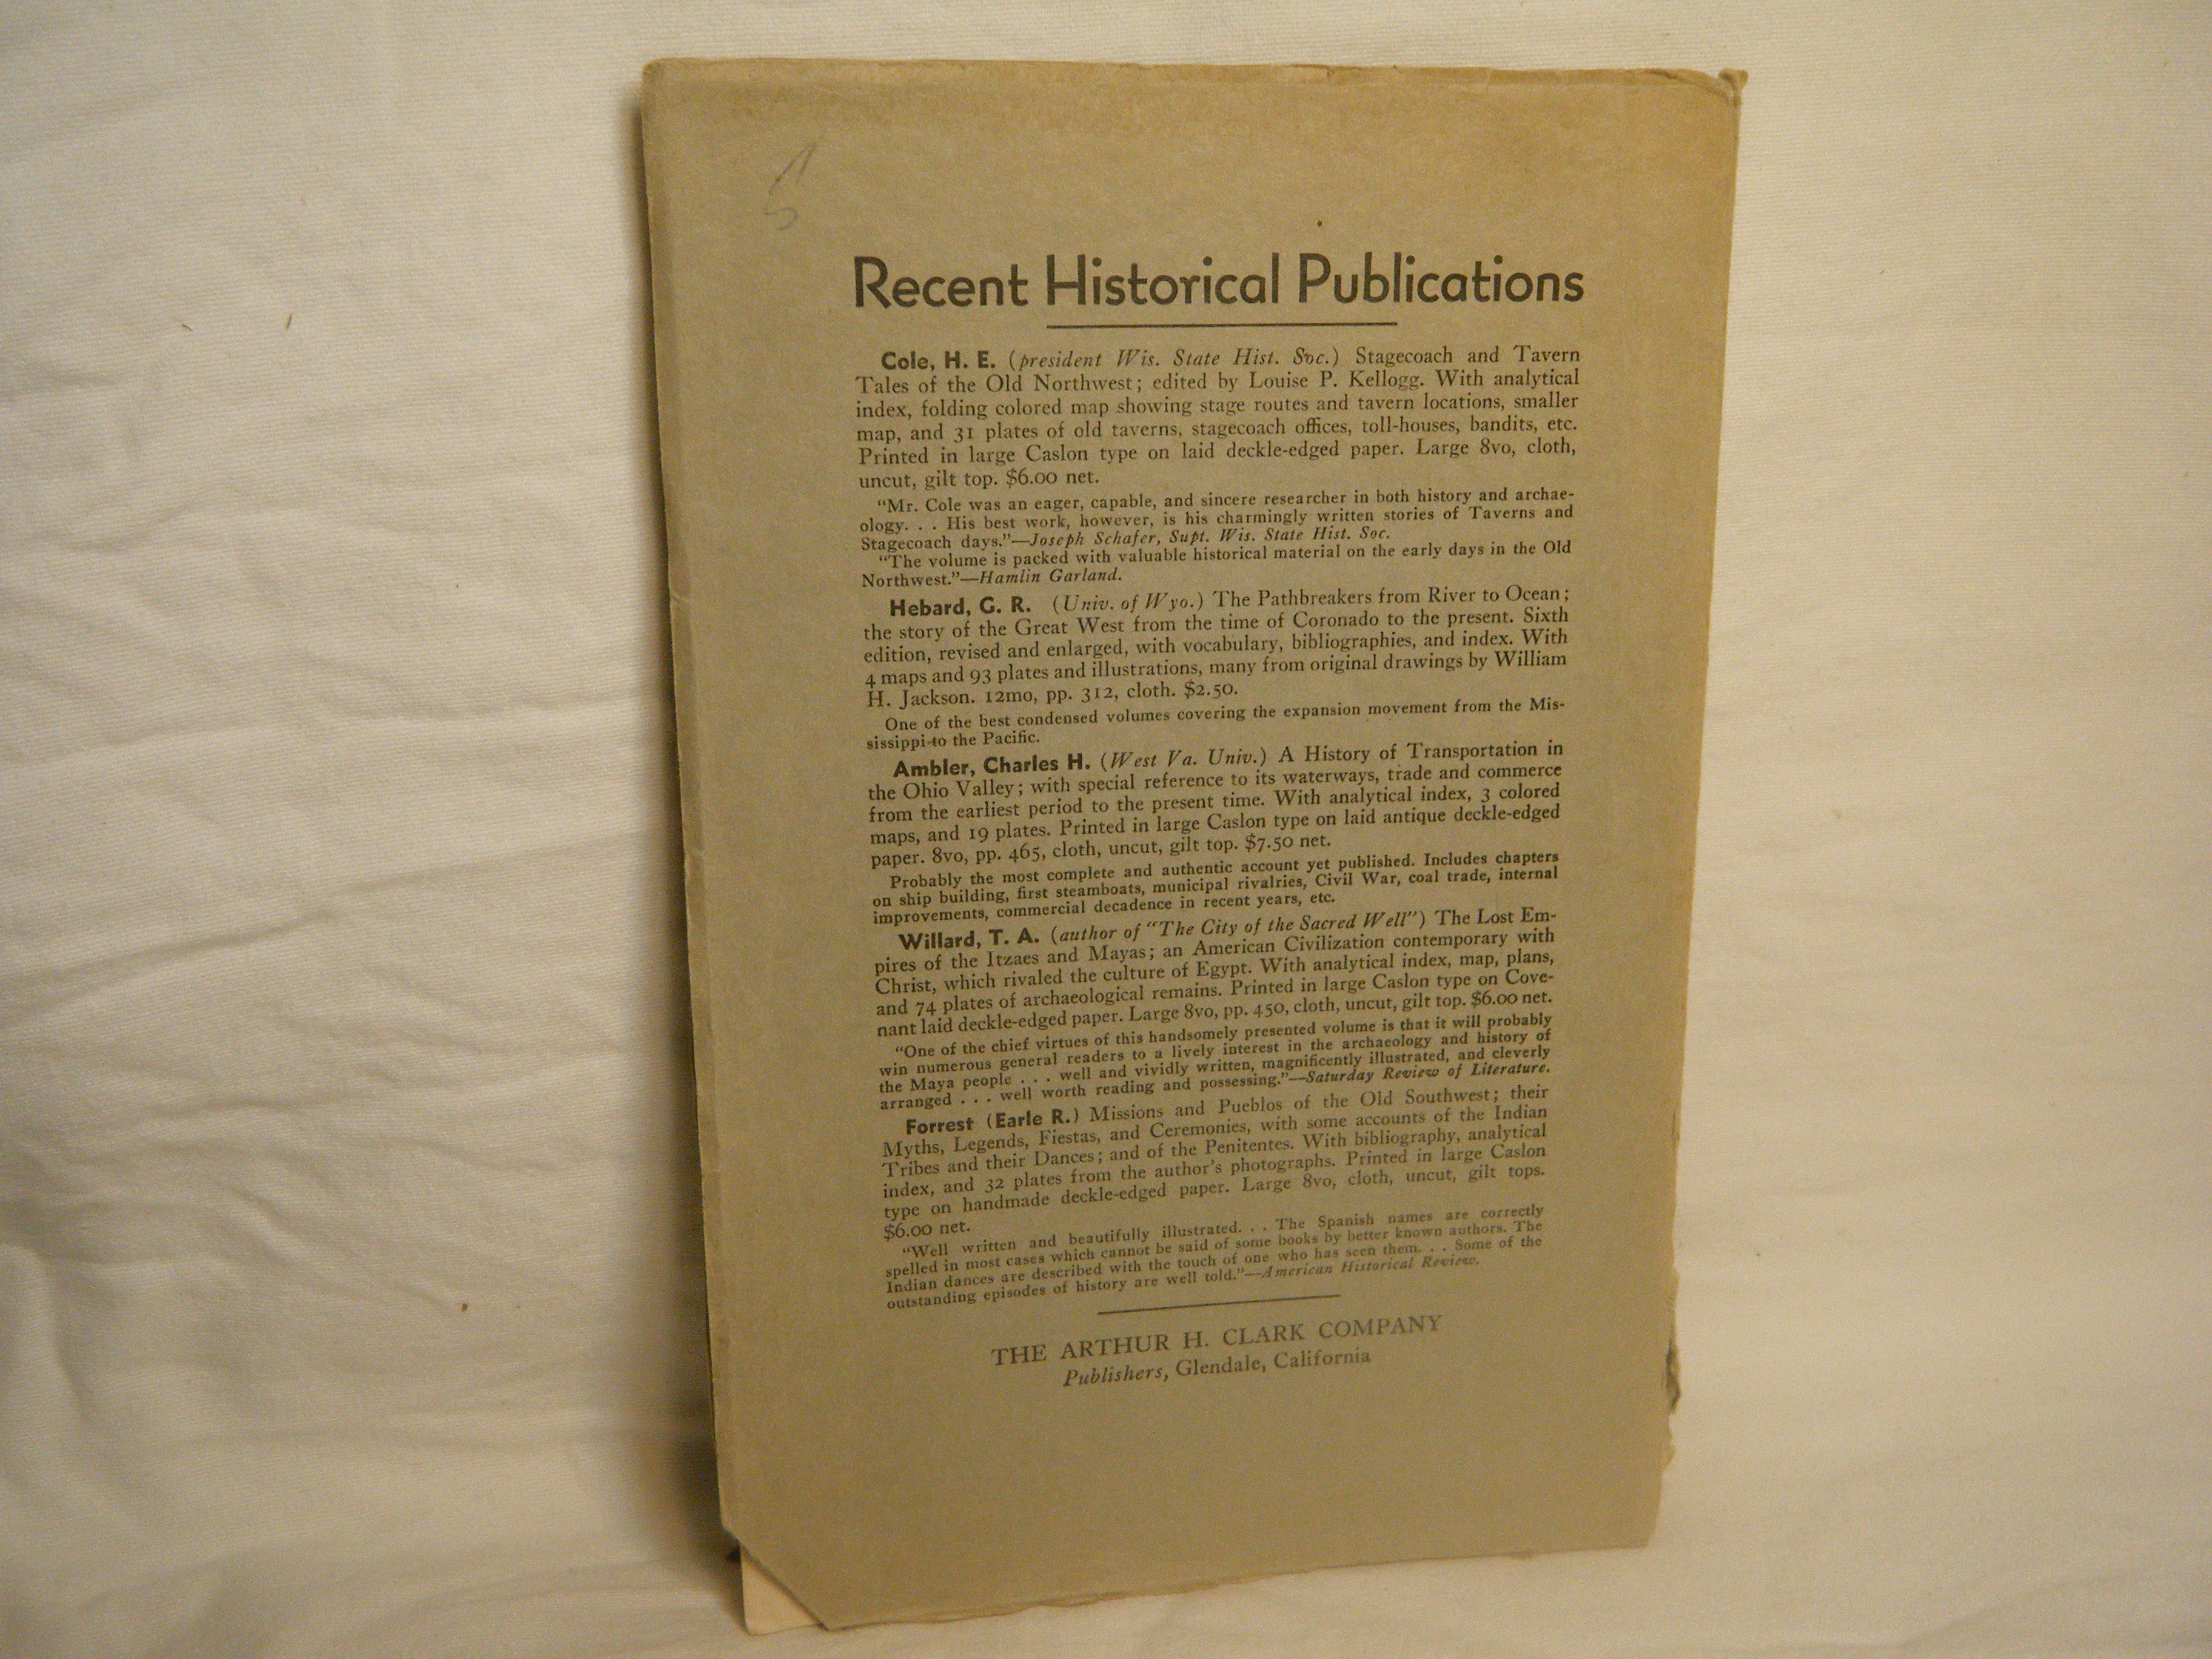 Recent Historical Publications
Cole, H. E. (president Wis. State Hist. Soc.) Stagecoach and Tavern
Tales of the Old Northwest; edited by Louise P. Kellogg. With analytical
index, folding colored map showing stage routes and tavern locations, smaller
map, and 31 plates of old taverns, stagecoach offices, toll-houses, bandits, etc.
Printed in large Caslon type on laid deckle-edged paper. Large 8vo, cloth,
uncut, gilt top. $6.00 net.
“Mr. Cole was an eager, capable, and sincere researcher in both history and archae-
ology. . . His best work, however, is his charmingly written stories of Taverns and
Stagecoach days.”—Joseph Schafer, Supt. Wis. State Hist. Soc.
“The volume is packed with valuable historical material on the early days in the Old
Northwest.”—Hamlin Garland.
Hebard, G. R. (Univ. of Wyo.) The Pathbreakers from River to Ocean;
the story of the Great West from the time of Coronado to the present. Sixth
edition, revised and enlarged, with vocabulary, bibliographies, and index. With
4 maps and 93 plates and illustrations, many from original drawings by William
H. Jackson. 12mo, pp. 312, cloth. $2.50.
One of the best condensed volumes covering the expansion movement from the Mis-
sissippi to the Pacific.
Ambler, Charles H. (West Va. Univ.) A History of Transportation in
the Ohio Valley; with special reference to its waterways, trade and commerce
from the earliest period to the present time. With analytical index, 3 colored
maps, and 19 plates. Printed in large Caslon type on laid antique deckle-edged
paper. 8vo, pp. 465, cloth, uncut, gilt top. $7.50 net.
Probably the most complete and authentic account yet published. Includes chapters
on ship building, first steamboats, municipal rivalries, Civil War, coal trade, internal
improvements, commercial decadence in recent years, etc.
Willard, T. A. (author of “The City of the Sacred Well”) The Lost Em-
pires of the Itzaes and Mayas; an American Civilization contemporary with
Christ, which rivaled the culture of Egypt. With analytical index, map, plans,
and 74 plates of archaeological remains. Printed in large Caslon type on Cove-
nant laid deckle-edged paper. Large 8vo, pp. 450, cloth, uncut, gilt top. $6.00 net.
“One of the chief virtues of this handsomely presented volume is that it will probably
win numerous general readers to a lively interest in the archaeology and history of
the Maya people . . . well and vividly written, magnificently illustrated, and cleverly
arranged . . . well worth reading and possessing.”—Saturday Review of Literature.
Forrest (Earle R.) Missions and Pueblos of the Old Southwest; their
Myths, Legends, Fiestas, and Ceremonies, with some accounts of the Indian
Tribes and their Dances; and of the Penitentes. With bibliography, analytical
index, and 32 plates from the author's photographs. Printed in large Caslon
type on handmade deckle-edged paper. Large 8vo, cloth, uncut, gilt tops.
$6.00 net.
“Well written and beautifully illustrated. . . The Spanish names are correctly
spelled in most cases which cannot be said of some books by better known authors. The
Indian dances are described with the touch of one who has seen them. . . Some of the
outstanding episodes of history are well told.”—American Historical Review.
THE ARTHUR H. CLARK COMPANY
Publishers, Glendale, California